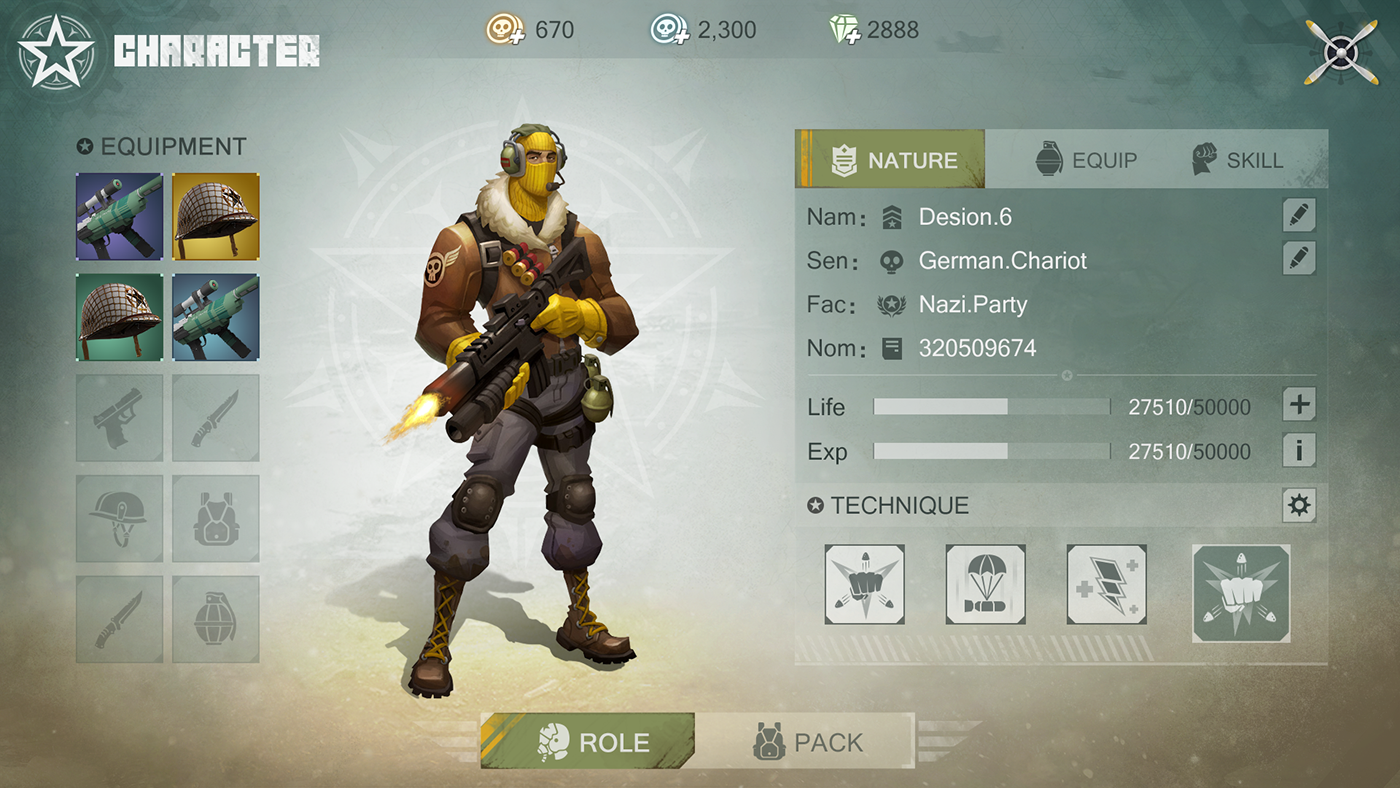 CHARACTER
670
2,300
2888
EQUIPMENT
NATURE
EQUIP
SKILL
Nam: Desion.6
Sen: German.Chariot
Fac: Nazi.Party
Nom: 320509674
Life 27510/50000
Exp 27510/50000
TECHNIQUE
ROLE
PACK